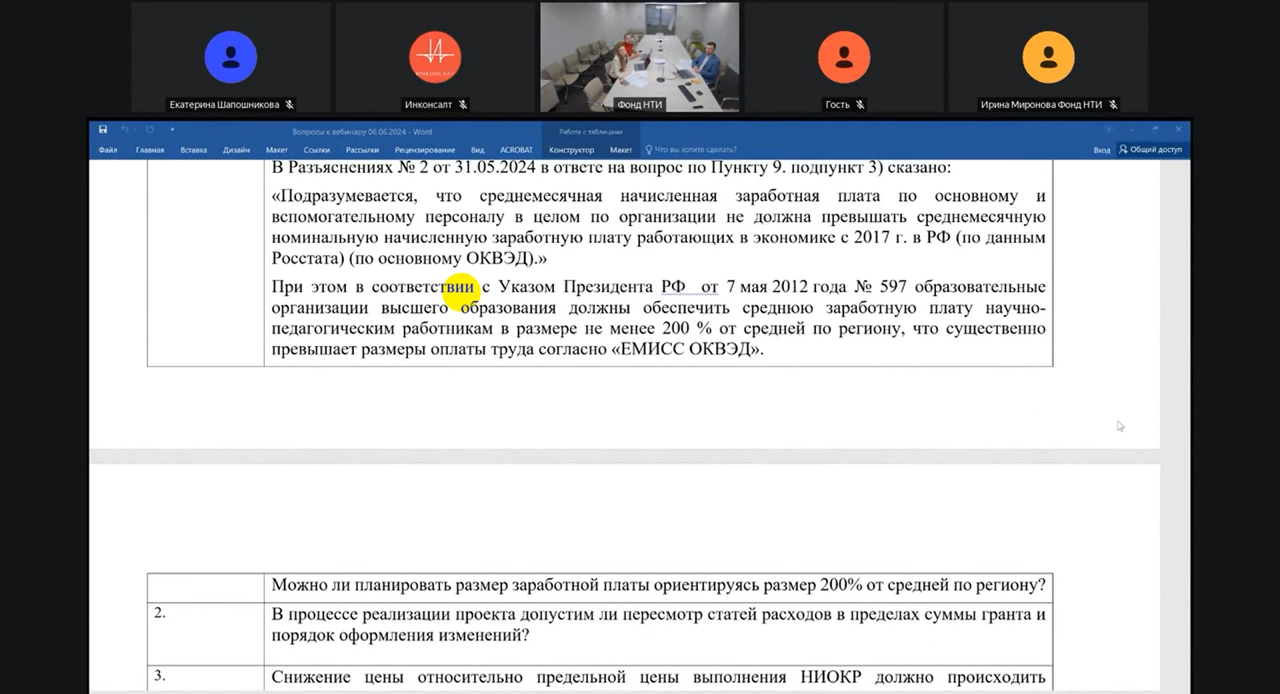 Екатерина Шапошникова
ИНКОНСАЛТ
Инконсалт
Фонд НТИ
Гость
Ирина Миронова Фонд НТИ
Вопросы к вебинару 06.06.2024 - Word
Работа с таблицами
Файл Главная Вставка Дизайн Макет Ссылки Рассылки Рецензирование Вид ACROBAT Конструктор Макет Что вы хотите сделать? Вход Общий доступ
В Разъяснениях № 2 от 31.05.2024 в ответе на вопрос по Пункту 9. подпункт 3) сказано:
«Подразумевается, что среднемесячная начисленная заработная плата по основному и
вспомогательному персоналу в целом по организации не должна превышать среднемесячную
номинальную начисленную заработную плату работающих в экономике с 2017 г. в РФ (по данным
Росстата) (по основному ОКВЭД).»
При этом в соответствии с Указом Президента РФ от 7 мая 2012 года № 597 образовательные
организации высшего образования должны обеспечить среднюю заработную плату научно-
педагогическим работникам в размере не менее 200 % от средней по региону, что существенно
превышает размеры оплаты труда согласно «ЕМИСС ОКВЭД».
Можно ли планировать размер заработной платы ориентируясь размер 200% от средней по региону?
2. В процессе реализации проекта допустим ли пересмотр статей расходов в пределах суммы гранта и
порядок оформления изменений?
3. Снижение цены относительно предельной цены выполнения НИОКР должно происходить